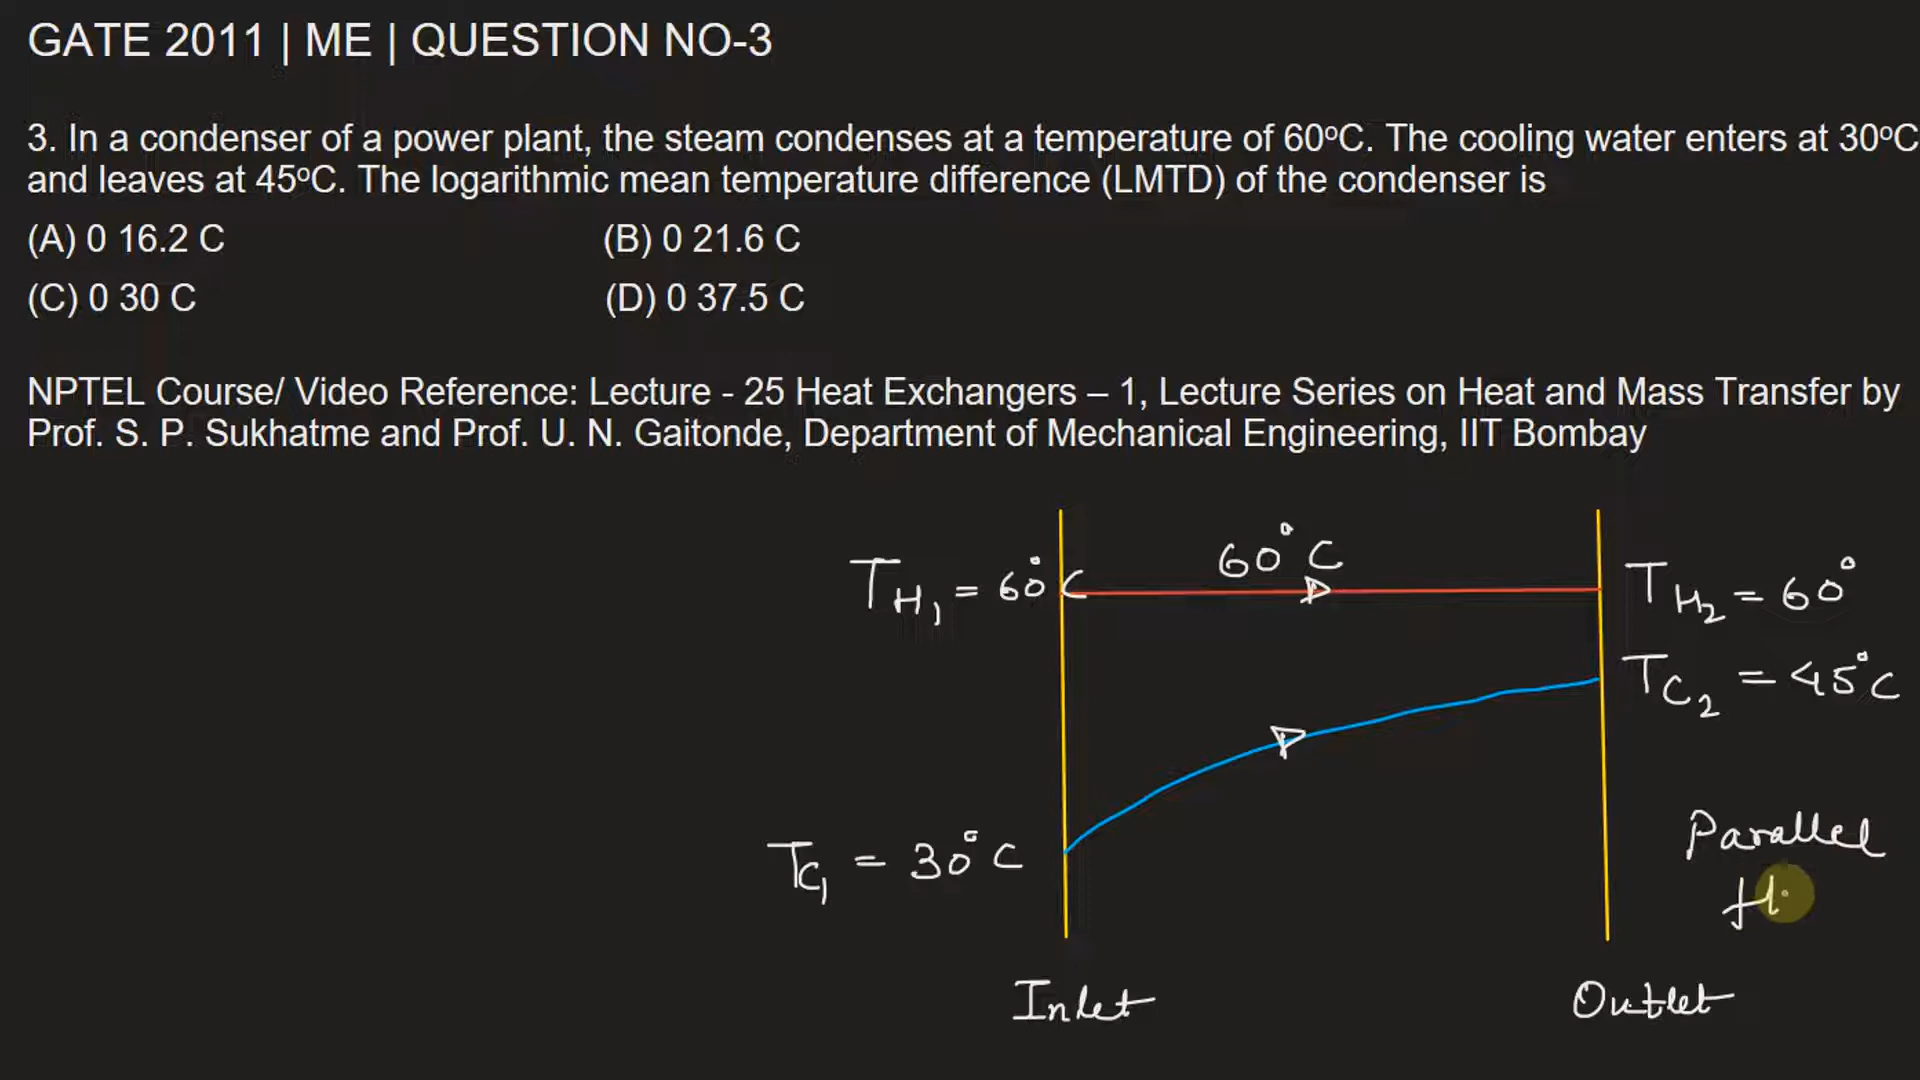 GATE 2011 | ME | QUESTION NO-3
3. In a condenser of a power plant, the steam condenses at a temperature of 60ºC. The cooling water enters at 30ºC
and leaves at 45ºC. The logarithmic mean temperature difference (LMTD) of the condenser is
(A) 0 16.2 C (B) 0 21.6 C
(C) 0 30 C (D) 0 37.5 C
NPTEL Course/ Video Reference: Lecture - 25 Heat Exchangers – 1, Lecture Series on Heat and Mass Transfer by
Prof. S. P. Sukhatme and Prof. U. N. Gaitonde, Department of Mechanical Engineering, IIT Bombay
60°C
TH1 = 60°C
TH2 = 60°
TC2 = 45°C
TC1 = 30°C
Parallel
fl
Inlet
Outlet